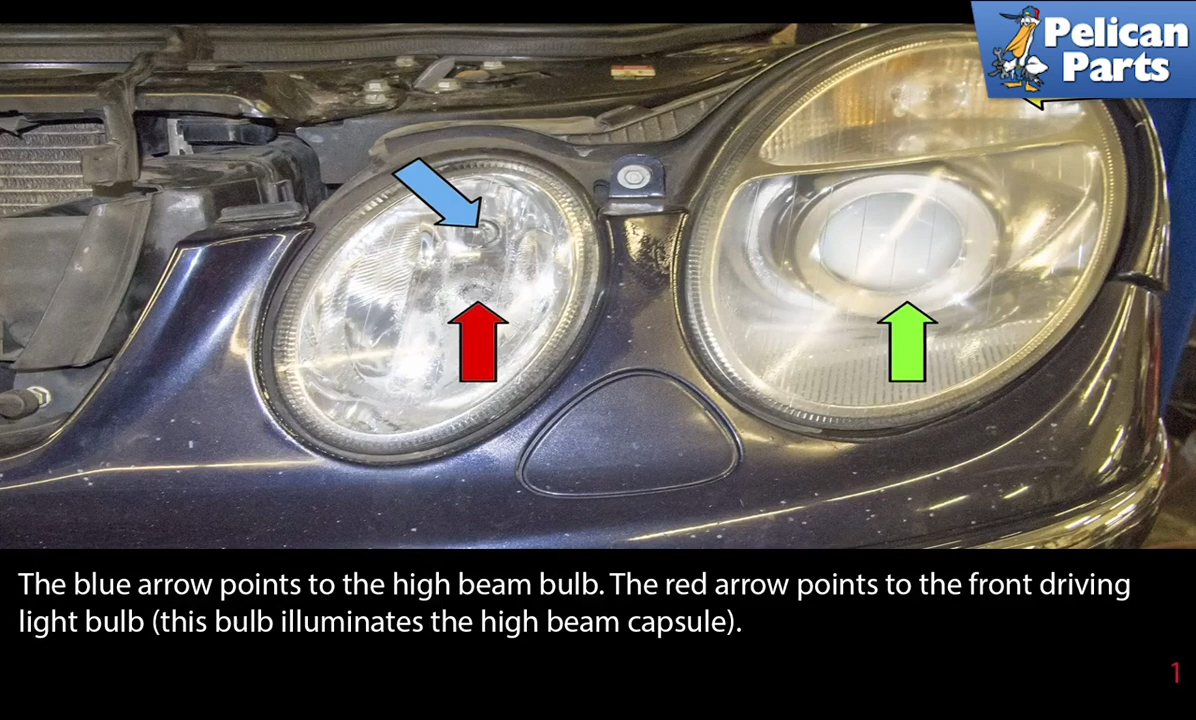 Pelican
Parts
The blue arrow points to the high beam bulb. The red arrow points to the front driving
light bulb (this bulb illuminates the high beam capsule).
1